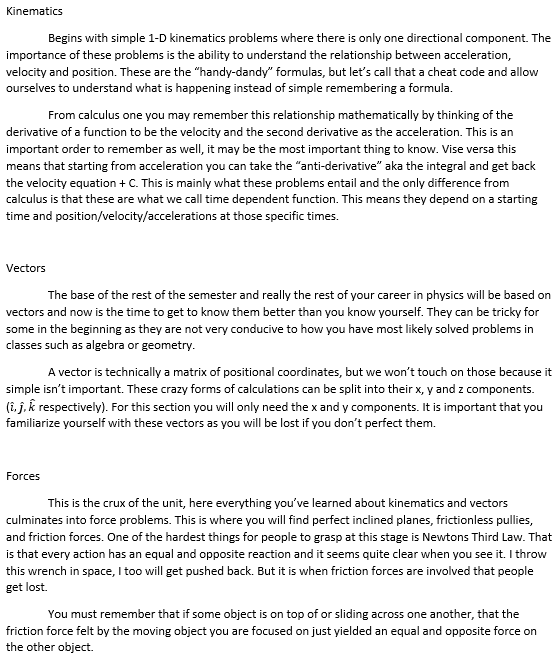 Kinematics
Begins with simple 1-D kinematics problems where there is only one directional component. The
importance of these problems is the ability to understand the relationship between acceleration,
velocity and position. These are the “handy-dandy” formulas, but let’s call that a cheat code and allow
ourselves to understand what is happening instead of simple remembering a formula.
From calculus one you may remember this relationship mathematically by thinking of the
derivative of a function to be the velocity and the second derivative as the acceleration. This is an
important order to remember as well, it may be the most important thing to know. Vise versa this
means that starting from acceleration you can take the “anti-derivative” aka the integral and get back
the velocity equation + C. This is mainly what these problems entail and the only difference from
calculus is that these are what we call time dependent function. This means they depend on a starting
time and position/velocity/accelerations at those specific times.
Vectors
The base of the rest of the semester and really the rest of your career in physics will be based on
vectors and now is the time to get to know them better than you know yourself. They can be tricky for
some in the beginning as they are not very conducive to how you have most likely solved problems in
classes such as algebra or geometry.
A vector is technically a matrix of positional coordinates, but we won’t touch on those because it
simple isn’t important. These crazy forms of calculations can be split into their x, y and z components.
(î, ĵ, k̂ respectively). For this section you will only need the x and y components. It is important that you
familiarize yourself with these vectors as you will be lost if you don’t perfect them.
Forces
This is the crux of the unit, here everything you’ve learned about kinematics and vectors
culminates into force problems. This is where you will find perfect inclined planes, frictionless pullies,
and friction forces. One of the hardest things for people to grasp at this stage is Newtons Third Law. That
is that every action has an equal and opposite reaction and it seems quite clear when you see it. I throw
this wrench in space, I too will get pushed back. But it is when friction forces are involved that people
get lost.
You must remember that if some object is on top of or sliding across one another, that the
friction force felt by the moving object you are focused on just yielded an equal and opposite force on
the other object.